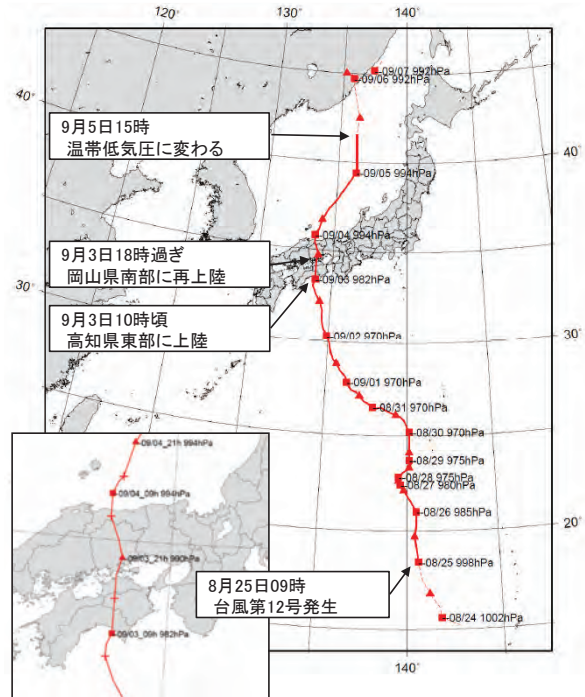 130°
140°
120°
150°
40°
09/07 992hPa
09/06 992hPa
9月5日15時
温帯低気圧に変わる
40°
09/05 994hPa
09/04 994hPa
9月3日18時過ぎ
岡山県南部に再上陸
30°
09/03 982hPa
9月3日10時頃
高知県東部に上陸
09/02 970hPa
30°
09/01 970hPa
08/31 970hPa
08/30 970hPa
08/29 975hPa
08/28 975hPa
08/27 980hPa
08/26 985hPa
20°
8月25日09時
台風第12号発生
08/25 998hPa
08/24 1002hPa
140°
09/04_21h 994hPa
09/04_09h 994hPa
09/03_21h 990hPa
09/03_09h 982hPa